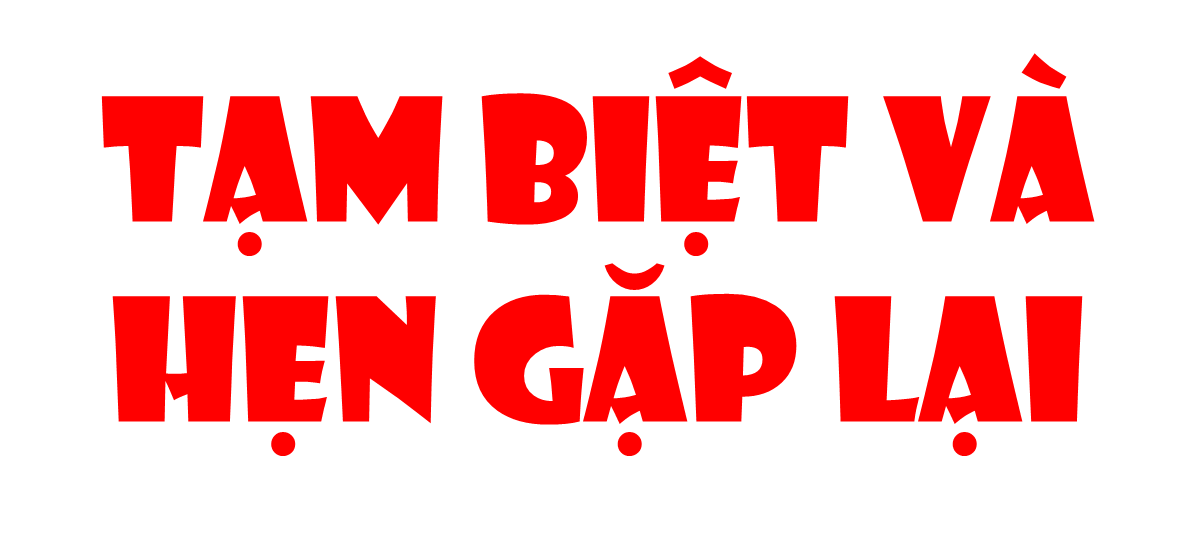 TẠM BIỆT VÀ
HẸN GẶP LẠI